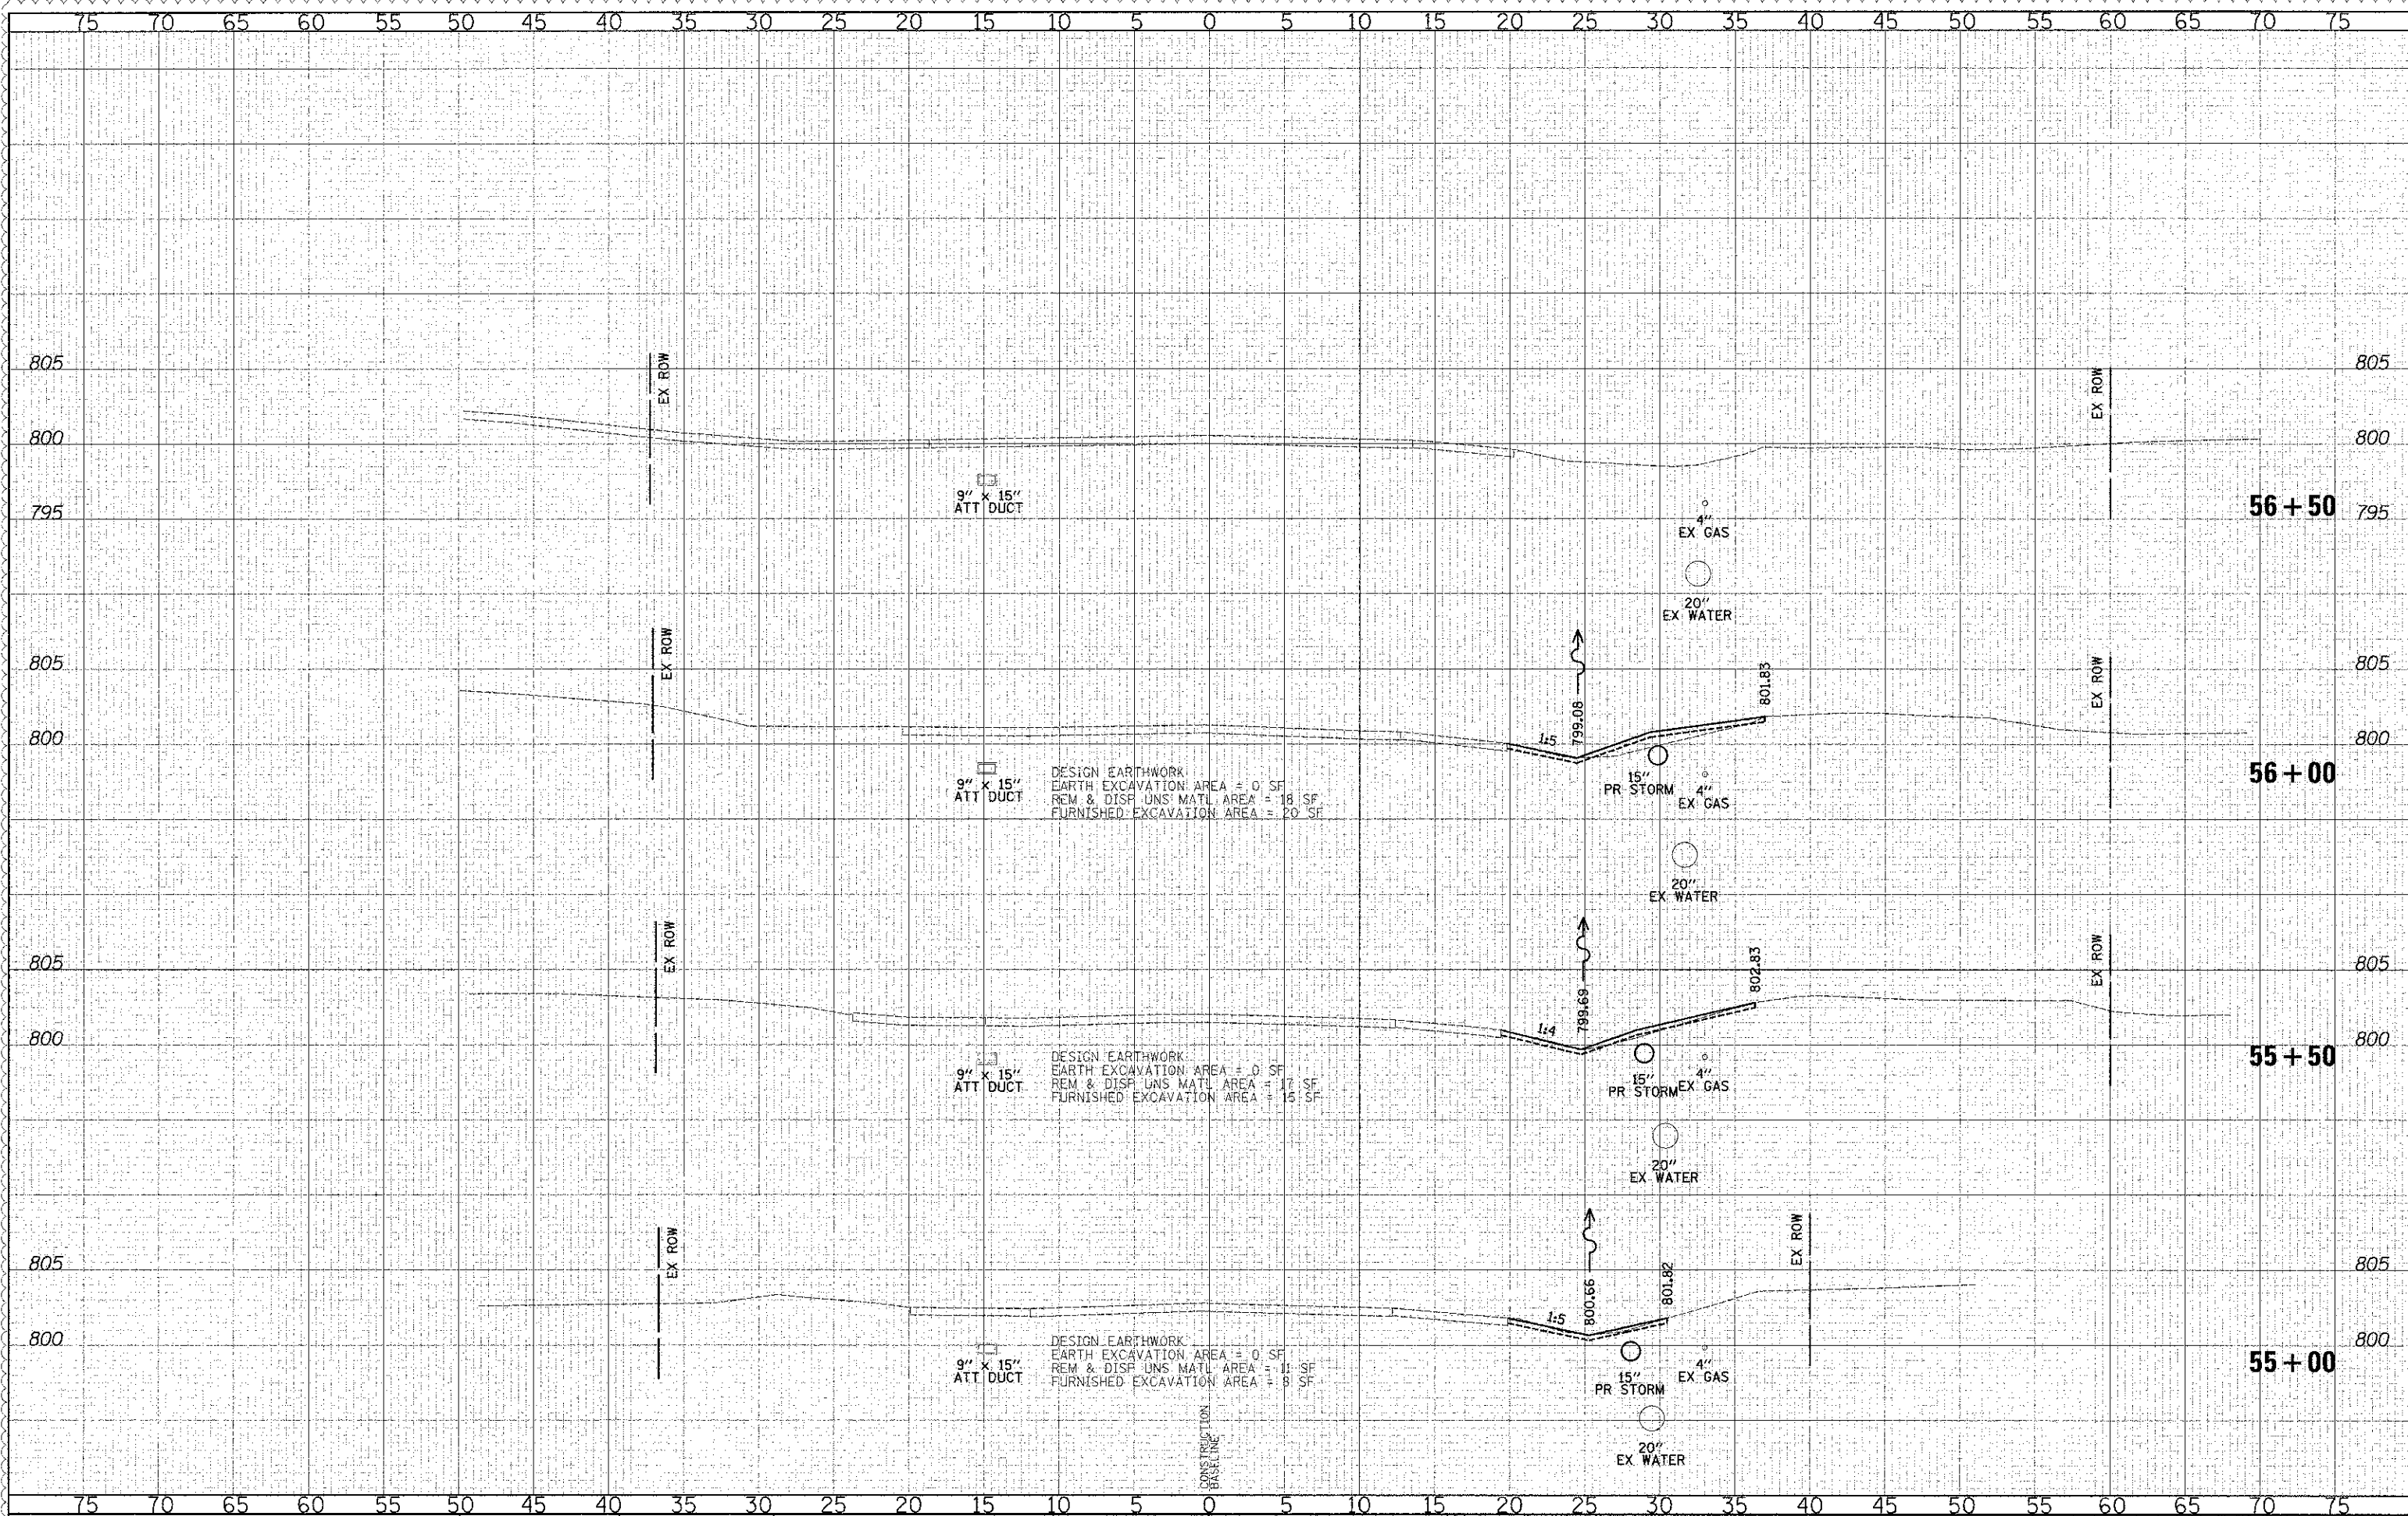 75 70 65 60 55 50 45 40 35 30 25 20 15 10 5 0 5 10 15 20 25 30 35 40 45 50 55 60 65 70 75
805 EX ROW EX ROW 805
800 800
9" × 15"
ATT DUCT
795 56+50 795
4"
EX GAS
20"
EX WATER
805 EX ROW 799.08 801.83 EX ROW 805
800 1:5 800
9" × 15"
ATT DUCT
DESIGN EARTHWORK
EARTH EXCAVATION AREA = 0 SF
REM & DISP UNS MATL AREA = 18 SF
FURNISHED EXCAVATION AREA = 20 SF
15"
PR STORM
4"
EX GAS
56+00
20"
EX WATER
805 EX ROW 799.69 802.83 EX ROW 805
800 1:4 800
9" × 15"
ATT DUCT
DESIGN EARTHWORK
EARTH EXCAVATION AREA = 0 SF
REM & DISP UNS MATL AREA = 17 SF
FURNISHED EXCAVATION AREA = 15 SF
15"
PR STORM
4"
EX GAS
55+50
20"
EX WATER
805 EX ROW 800.66 801.82 EX ROW 805
800 1:5 800
9" × 15"
ATT DUCT
DESIGN EARTHWORK
EARTH EXCAVATION AREA = 0 SF
REM & DISP UNS MATL AREA = 11 SF
FURNISHED EXCAVATION AREA = 8 SF
15"
PR STORM
4"
EX GAS
55+00
20"
EX WATER
CONSTRUCTION
BASELINE
75 70 65 60 55 50 45 40 35 30 25 20 15 10 5 0 5 10 15 20 25 30 35 40 45 50 55 60 65 70 75